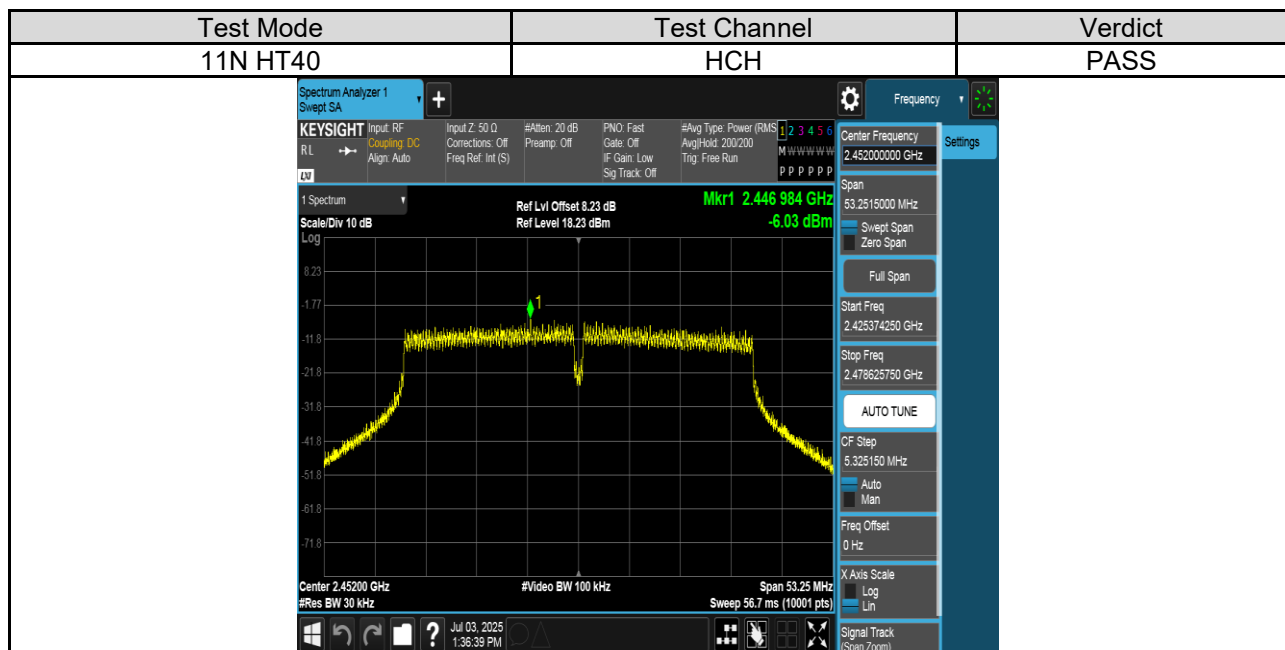 Test Mode Test Channel Verdict
11N HT40 HCH PASS
Spectrum Analyzer 1
Swept SA
+
Frequency
KEYSIGHT
RL
LXI
Input: RF
Coupling: DC
Align: Auto
Input Z: 50 Ω
Corrections: Off
Freq Ref: Int (S)
#Atten: 20 dB
Preamp: Off
PNO: Fast
Gate: Off
IF Gain: Low
Sig Track: Off
#Avg Type: Power (RMS
Avg|Hold: 200/200
Trig: Free Run
1 2 3 4 5 6
M W W W W W
P P P P P P
1 Spectrum
Scale/Div 10 dB
Log
Ref Lvl Offset 8.23 dB
Ref Level 18.23 dBm
Mkr1 2.446 984 GHz
-6.03 dBm
8.23
-1.77
-11.8
-21.8
-31.8
-41.8
-51.8
-61.8
-71.8
1
Center 2.45200 GHz
#Res BW 30 kHz
#Video BW 100 kHz
Span 53.25 MHz
Sweep 56.7 ms (10001 pts)
?
Jul 03, 2025
1:36:39 PM
Settings
Center Frequency
2.452000000 GHz
Span
53.2515000 MHz
Swept Span
Zero Span
Full Span
Start Freq
2.425374250 GHz
Stop Freq
2.478625750 GHz
AUTO TUNE
CF Step
5.325150 MHz
Auto
Man
Freq Offset
0 Hz
X Axis Scale
Log
Lin
Signal Track
(Span Zoom)